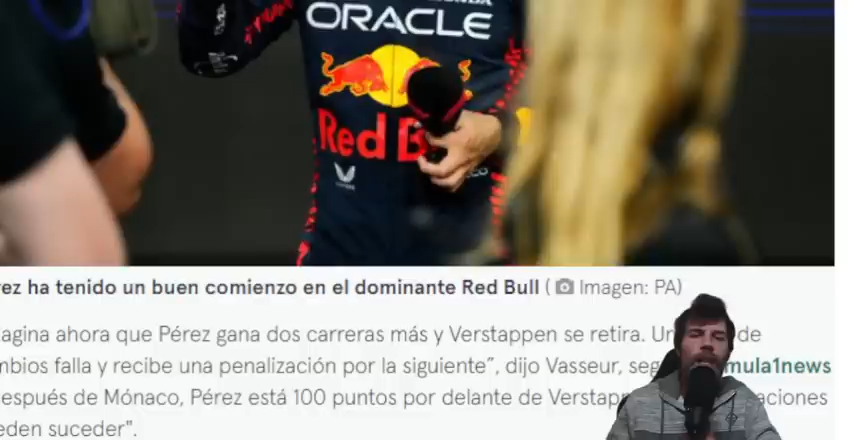 ORACLE
Red B
rez ha tenido un buen comienzo en el dominante Red Bull ( Imagen: PA)
agina ahora que Pérez gana dos carreras más y Verstappen se retira. Un de
mbios falla y recibe una penalización por la siguiente”, dijo Vasseur, seg mula1news
espués de Mónaco, Pérez está 100 puntos por delante de Verstapp aciones
eden suceder”.